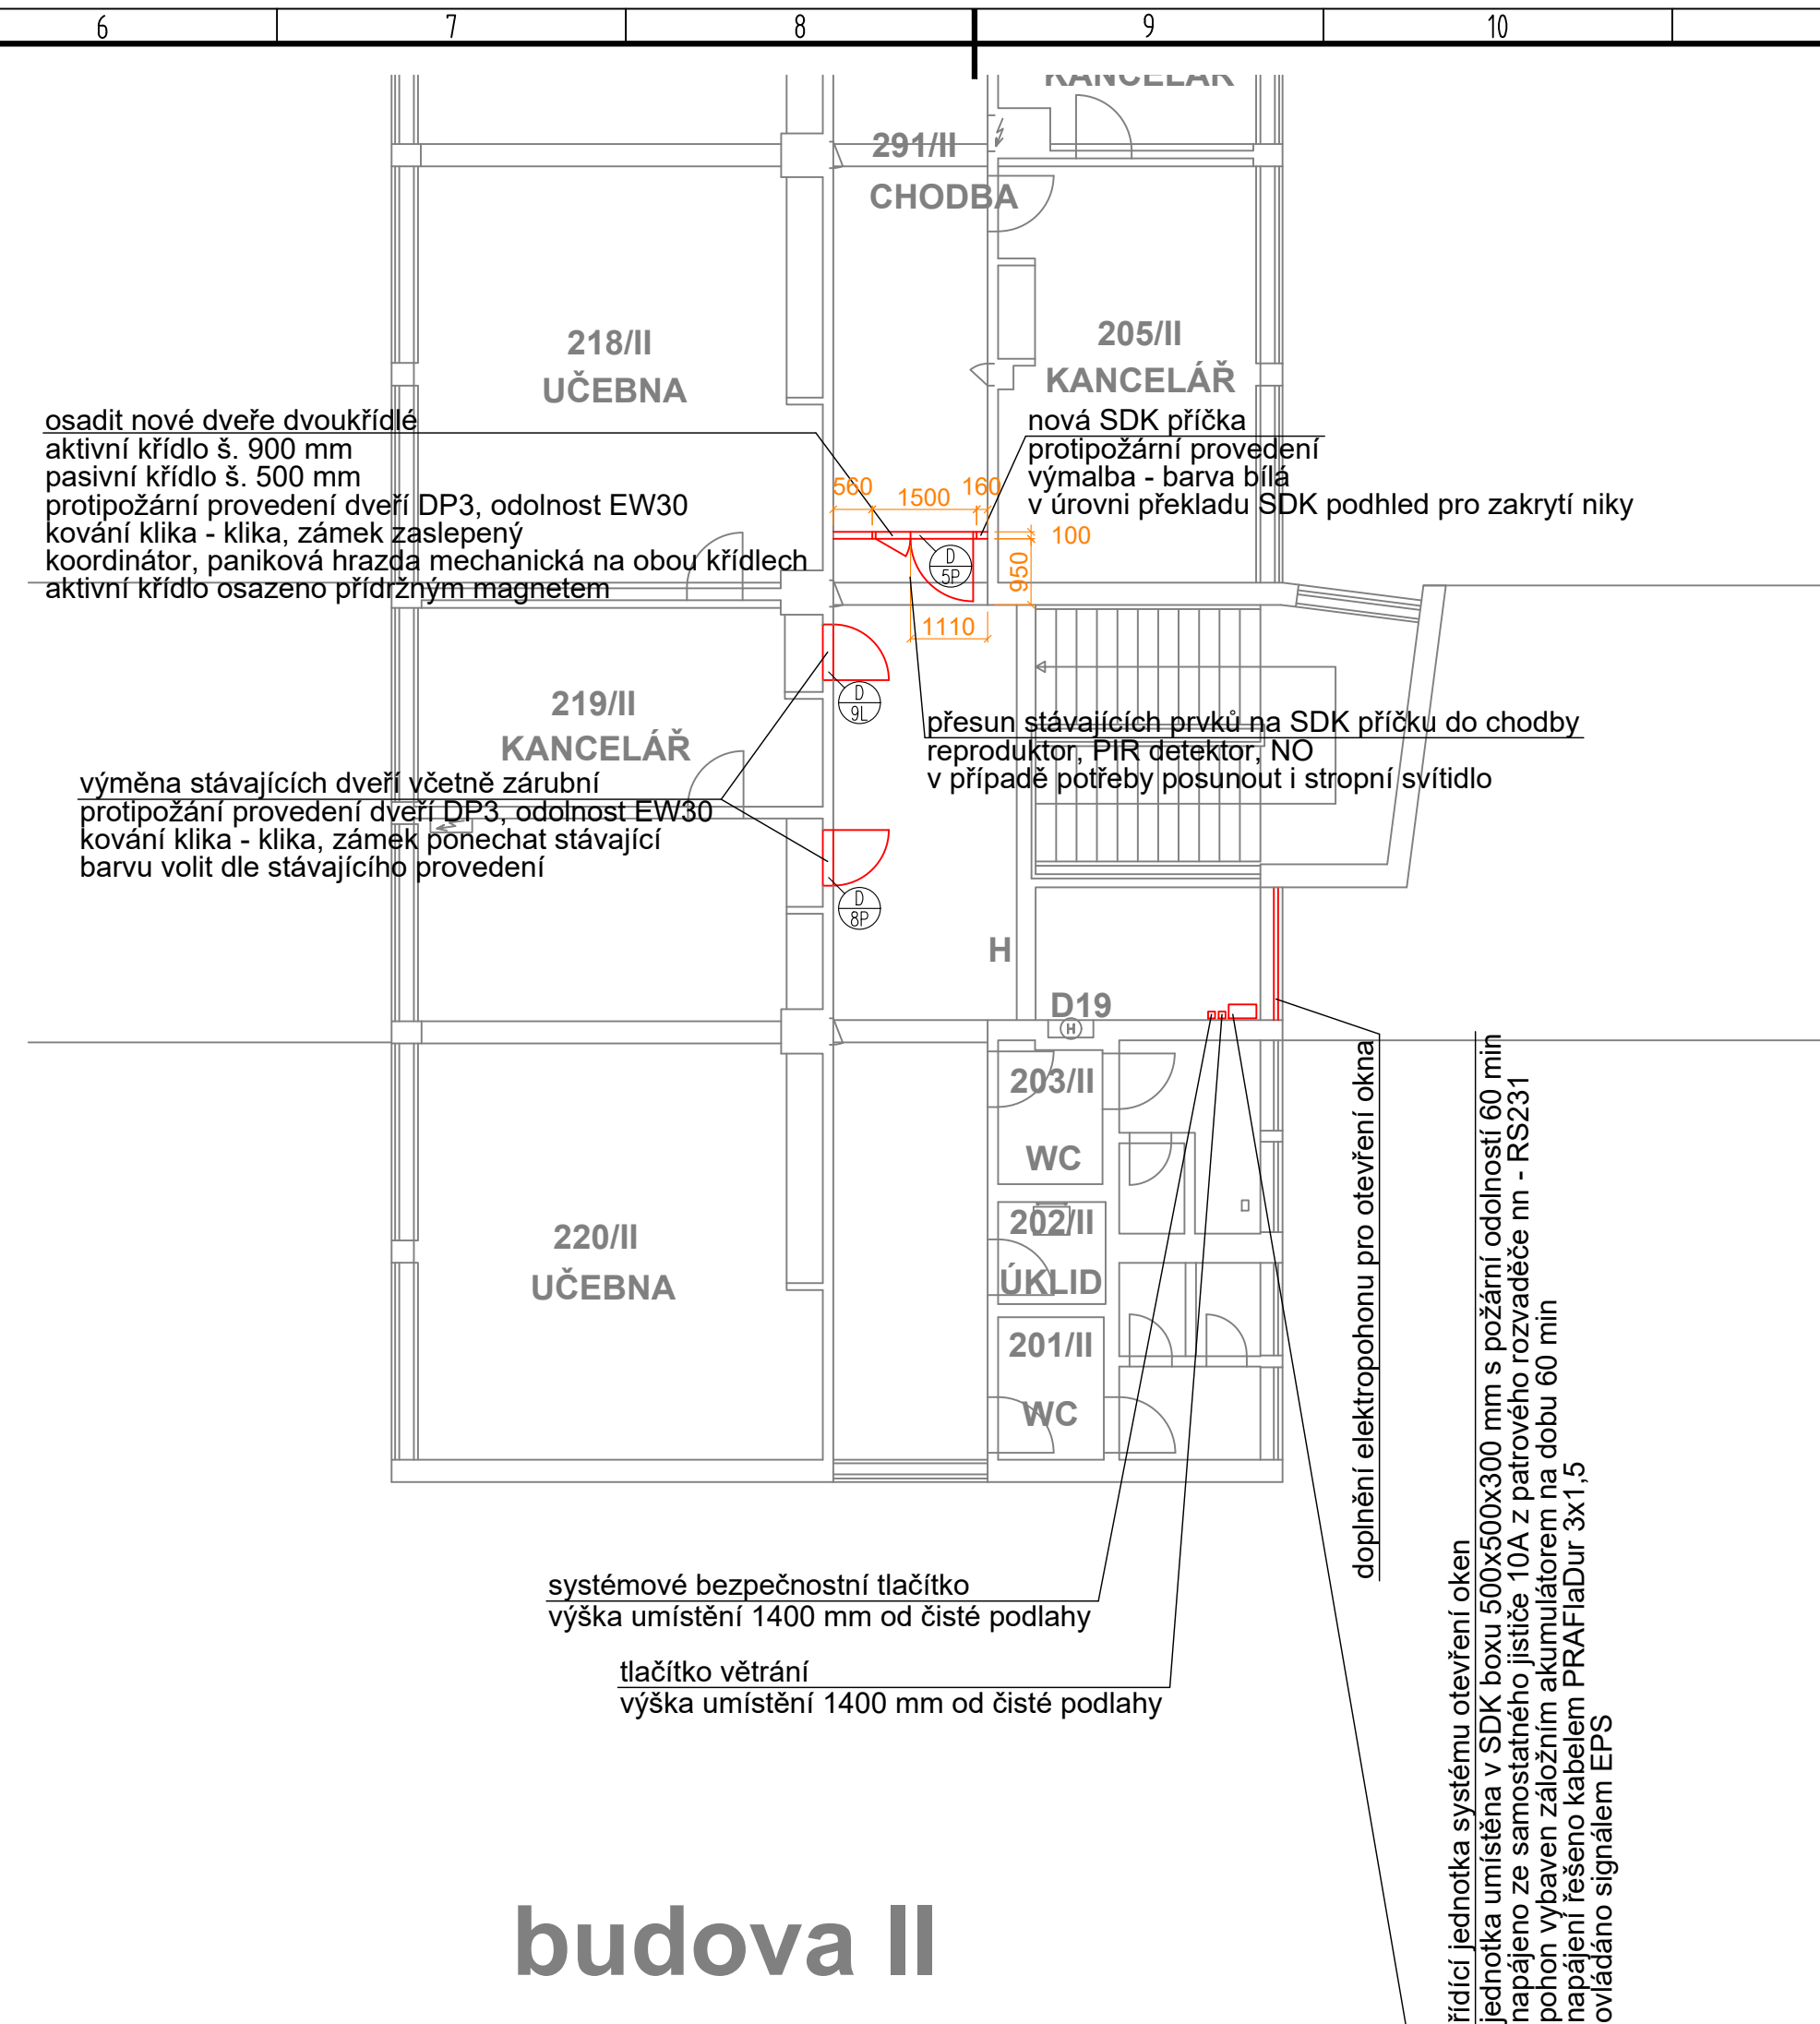 6
7
8
9
10
KANCELÁŘ
291/II
CHODBA
218/II
UČEBNA
205/II
KANCELÁŘ
osadit nové dveře dvoukřídlé
aktivní křídlo š. 900 mm
pasivní křídlo š. 500 mm
protipožární provedení dveří DP3, odolnost EW30
kování klika - klika, zámek zaslepený
koordinátor, paniková hrazda mechanická na obou křídlech
aktivní křídlo osazeno přídržným magnetem
nová SDK příčka
protipožární provedení
výmalba - barva bílá
v úrovni překladu SDK podhled pro zakrytí niky
560
1500
160
100
950
1110
D
5P
D
9L
219/II
KANCELÁŘ
přesun stávajících prvků na SDK příčku do chodby
reproduktor, PIR detektor, NO
v případě potřeby posunout i stropní svítidlo
výměna stávajících dveří včetně zárubní
protipožání provedení dveří DP3, odolnost EW30
kování klika - klika, zámek ponechat stávající
barvu volit dle stávajícího provedení
D
8P
H
D19
H
203/II
WC
202/II
ÚKLID
201/II
WC
220/II
UČEBNA
doplnění elektropohonu pro otevření okna
řídící jednotka systému otevření oken
jednotka umístěna v SDK boxu 500x500x300 mm s požární odolností 60 min
napájeno ze samostatného jističe 10A z patrového rozvaděče nn - RS231
pohon vybaven záložním akumulátorem na dobu 60 min
napájení řešeno kabelem PRAFlaDur 3x1,5
ovládáno signálem EPS
systémové bezpečnostní tlačítko
výška umístění 1400 mm od čisté podlahy
tlačítko větrání
výška umístění 1400 mm od čisté podlahy
budova II